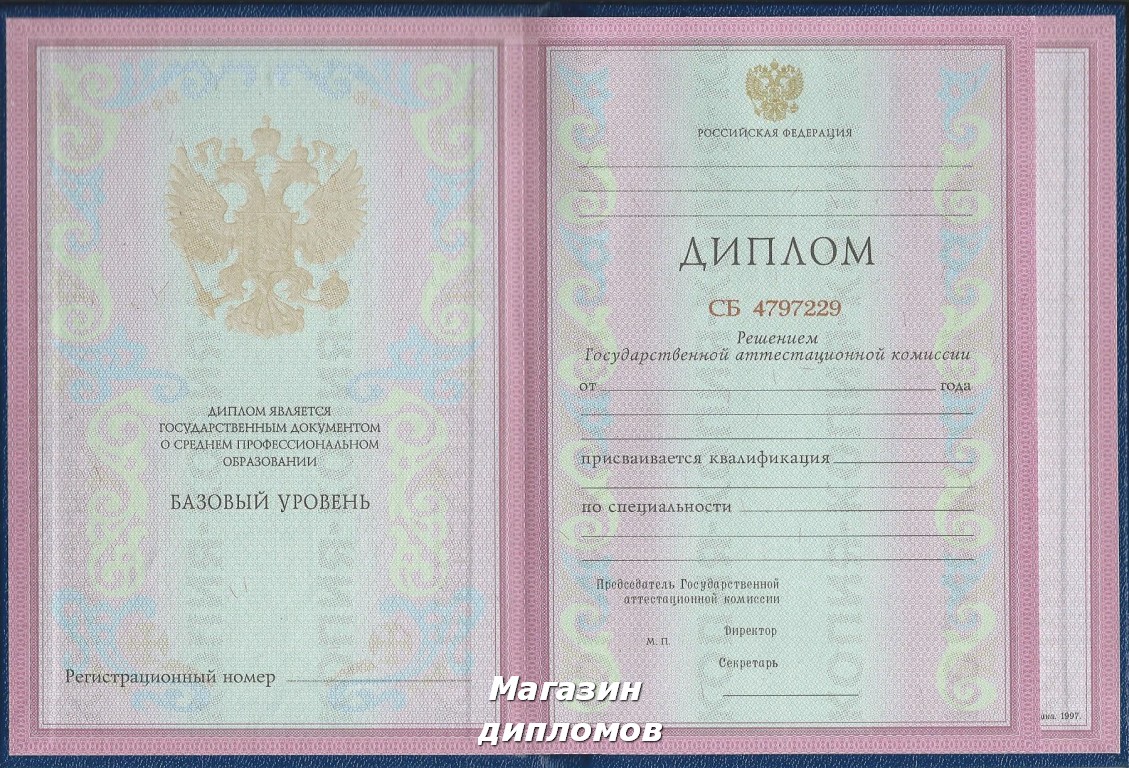 ДИПЛОМ ЯВЛЯЕТСЯ
ГОСУДАРСТВЕННЫМ ДОКУМЕНТОМ
О СРЕДНЕМ ПРОФЕССИОНАЛЬНОМ
ОБРАЗОВАНИИ
БАЗОВЫЙ УРОВЕНЬ
Регистрационный номер
РОССИЙСКАЯ ФЕДЕРАЦИЯ
ДИПЛОМ
СБ 4797229
Решением
Государственной аттестационной комиссии
от года
присваивается квалификация
по специальности
Председатель Государственной
аттестационной комиссии
М. П.
Директор
Секретарь
1997.
Магазин
дипломов